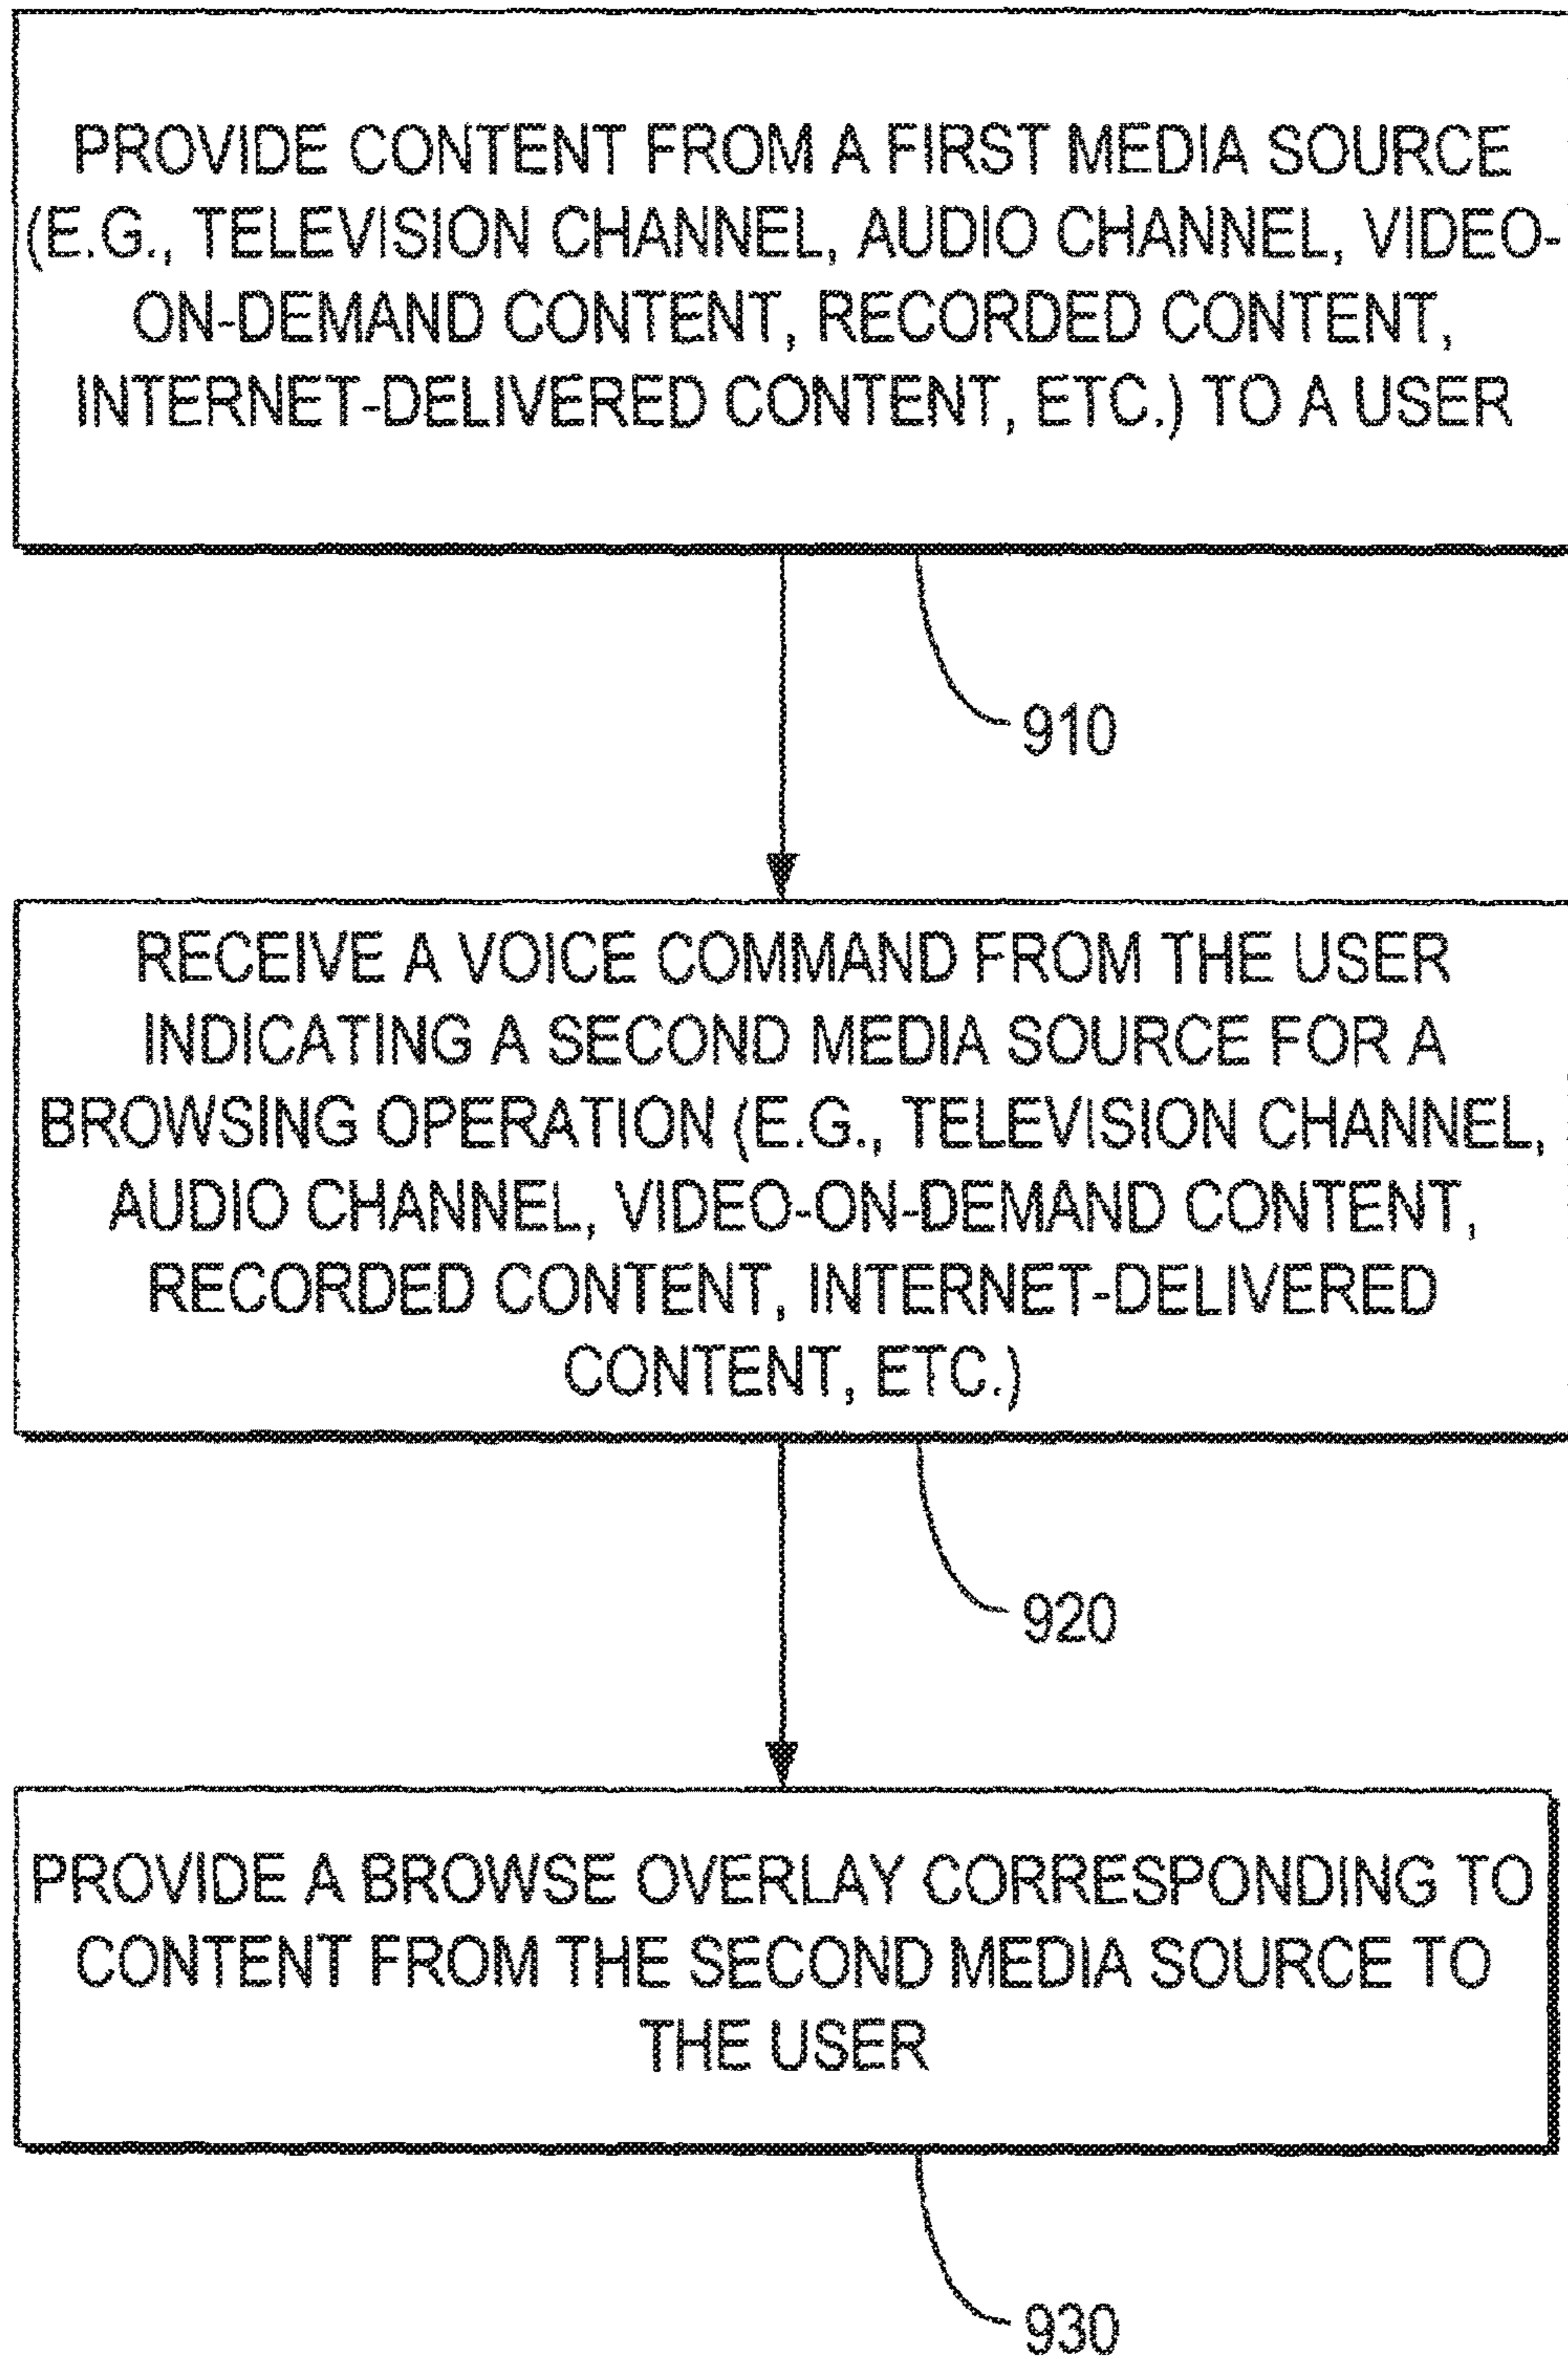 PROVIDE CONTENT FROM A FIRST MEDIA SOURCE
(E.G., TELEVISION CHANNEL, AUDIO CHANNEL, VIDEO-
ON-DEMAND CONTENT, RECORDED CONTENT,
INTERNET-DELIVERED CONTENT, ETC.) TO A USER
910
RECEIVE A VOICE COMMAND FROM THE USER
INDICATING A SECOND MEDIA SOURCE FOR A
BROWSING OPERATION (E.G., TELEVISION CHANNEL,
AUDIO CHANNEL, VIDEO-ON-DEMAND CONTENT,
RECORDED CONTENT, INTERNET-DELIVERED
CONTENT, ETC.)
920
PROVIDE A BROWSE OVERLAY CORRESPONDING TO
CONTENT FROM THE SECOND MEDIA SOURCE TO
THE USER
930